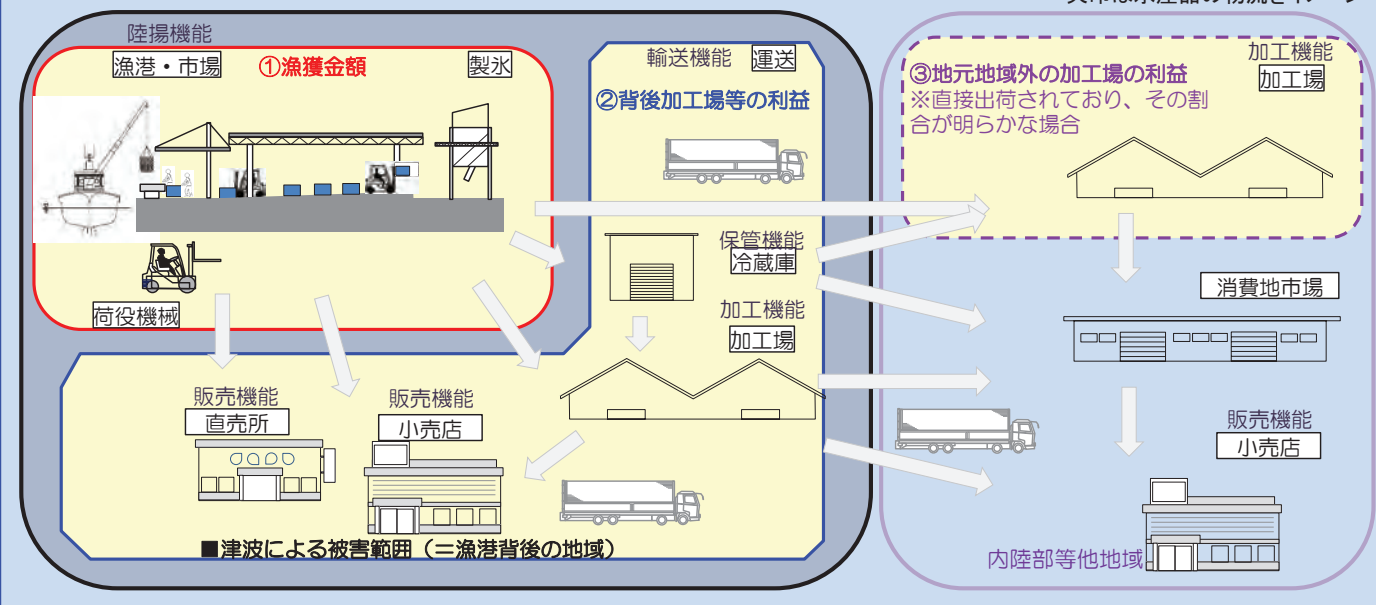 陸揚機能
漁港・市場
①漁獲金額
製氷
荷役機械
輸送機能
運送
②背後加工場等の利益
保管機能
冷蔵庫
加工機能
加工場
販売機能
直売所
販売機能
小売店
■津波による被害範囲（＝漁港背後の地域）
加工機能
加工場
③地元地域外の加工場の利益
※直接出荷されており、その割
合が明らかな場合
消費地市場
販売機能
小売店
内陸部等他地域